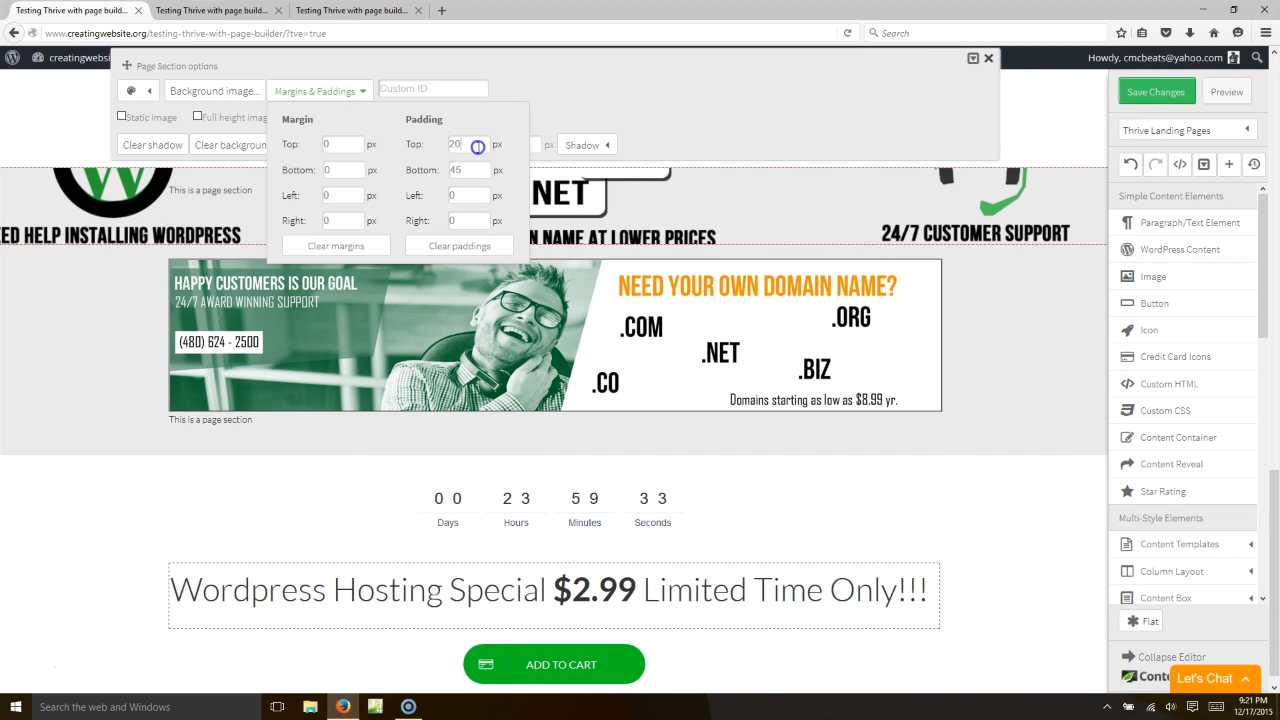 Testing Thrive with page build...
Testing Thrive with page build...
Testing Thrive with page buil...
www.creatingwebsite.org/testing-thrive-with-page-builder/?tve=true
Search
creatingwebsi
Howdy, cmcbeats@yahoo.com
Page Section options
Background image...
Margins & Paddings
Custom ID
Static image
Full height imag
Clear shadow
Clear backgroun
px
Shadow
Margin
Padding
Top:
0
px
Top:
20
px
Bottom:
0
px
Bottom:
45
px
Left:
0
px
Left:
0
px
Right:
0
px
Right:
0
px
Clear margins
Clear paddings
This is a page section
.NET
ED HELP INSTALLING WORDPRESS
N NAME AT LOWER PRICES
24/7 CUSTOMER SUPPORT
HAPPY CUSTOMERS IS OUR GOAL
24/7 AWARD WINNING SUPPORT
(480) 624 - 2500
NEED YOUR OWN DOMAIN NAME?
.COM
.ORG
.NET
.BIZ
.CO
Domains starting as low as $8.99 yr.
This is a page section
0 0
2 3
5 9
3 3
Days
Hours
Minutes
Seconds
Wordpress Hosting Special $2.99 Limited Time Only!!!
ADD TO CART
Save Changes
Preview
Thrive Landing Pages
Simple Content Elements
Paragraph/Text Element
WordPress Content
Image
Button
Icon
Credit Card Icons
Custom HTML
Custom CSS
Content Container
Content Reveal
Star Rating
Multi-Style Elements
Content Templates
Column Layout
Content Box
Flat
Collapse Editor
Conte
Let's Chat
Search the web and Windows
9:21 PM
12/17/2015